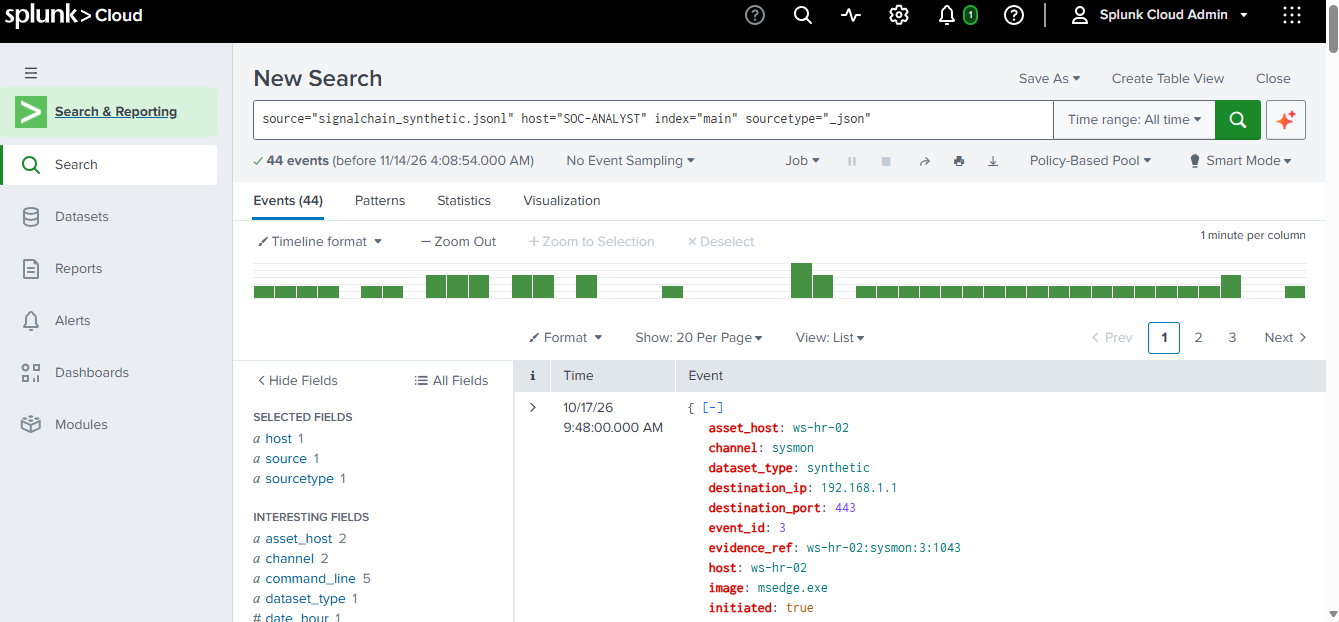 splunk> Cloud
1
Splunk Cloud Admin
Search & Reporting
Search
Datasets
Reports
Alerts
Dashboards
Modules
New Search
Save As
Create Table View
Close
source="signalchain_synthetic.jsonl" host="SOC-ANALYST" index="main" sourcetype="_json"
Time range: All time
44 events (before 11/14/26 4:08:54.000 AM)
No Event Sampling
Job
Policy-Based Pool
Smart Mode
Events (44)
Patterns
Statistics
Visualization
Timeline format
— Zoom Out
+ Zoom to Selection
× Deselect
1 minute per column
Format
Show: 20 Per Page
View: List
< Prev
1
2
3
Next >
< Hide Fields
All Fields
SELECTED FIELDS
a host 1
a source 1
a sourcetype 1
INTERESTING FIELDS
a asset_host 2
a channel 2
a command_line 5
a dataset_type 1
# date_hour 1
i
Time
Event
>
10/17/26
9:48:00.000 AM
{ [-]
asset_host: ws-hr-02
channel: sysmon
dataset_type: synthetic
destination_ip: 192.168.1.1
destination_port: 443
event_id: 3
evidence_ref: ws-hr-02:sysmon:3:1043
host: ws-hr-02
image: msedge.exe
initiated: true